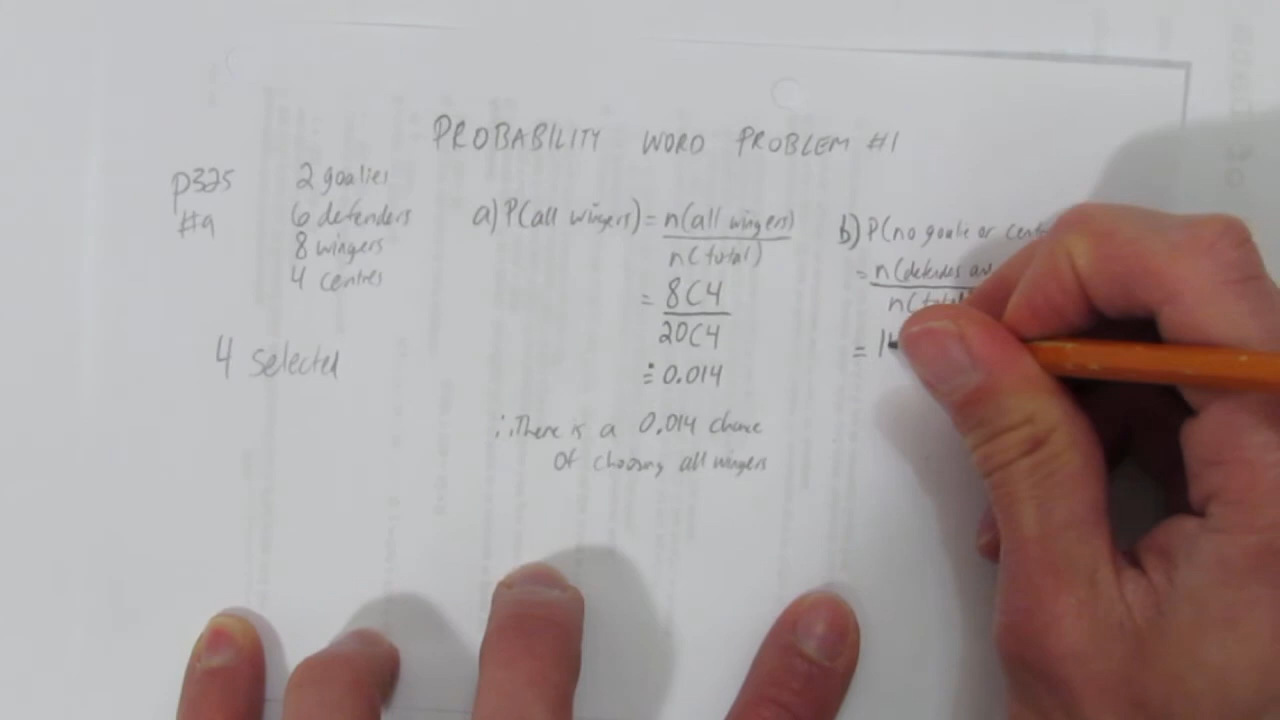 PROBABILITY WORD PROBLEM #1
p325
#9
2 goalies
6 defenders
8 wingers
4 centres
4 selected
a) P(all wingers) = n(all wingers)
n(total)
= 8C4
20C4
≐ 0.014
∴There is a 0.014 chance
of choosing all wingers
b) P(no goalie or
= n(
n(
= 1